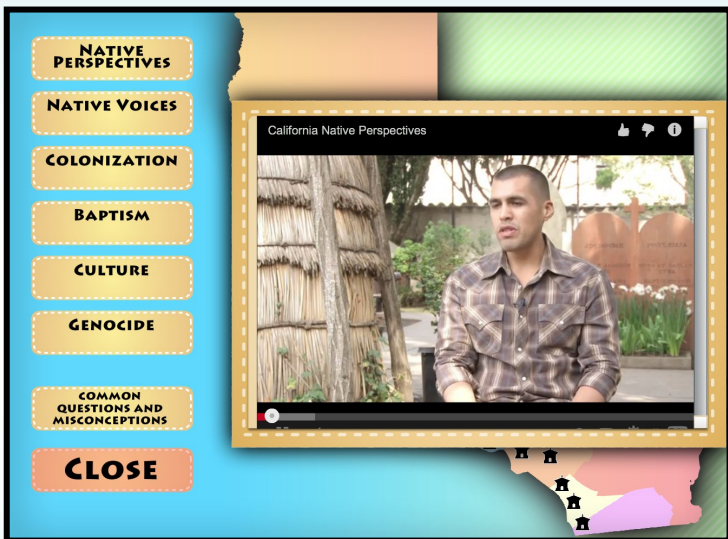 NATIVE
PERSPECTIVES
NATIVE VOICES
COLONIZATION
BAPTISM
CULTURE
GENOCIDE
COMMON
QUESTIONS AND
MISCONCEPTIONS
CLOSE
California Native Perspectives